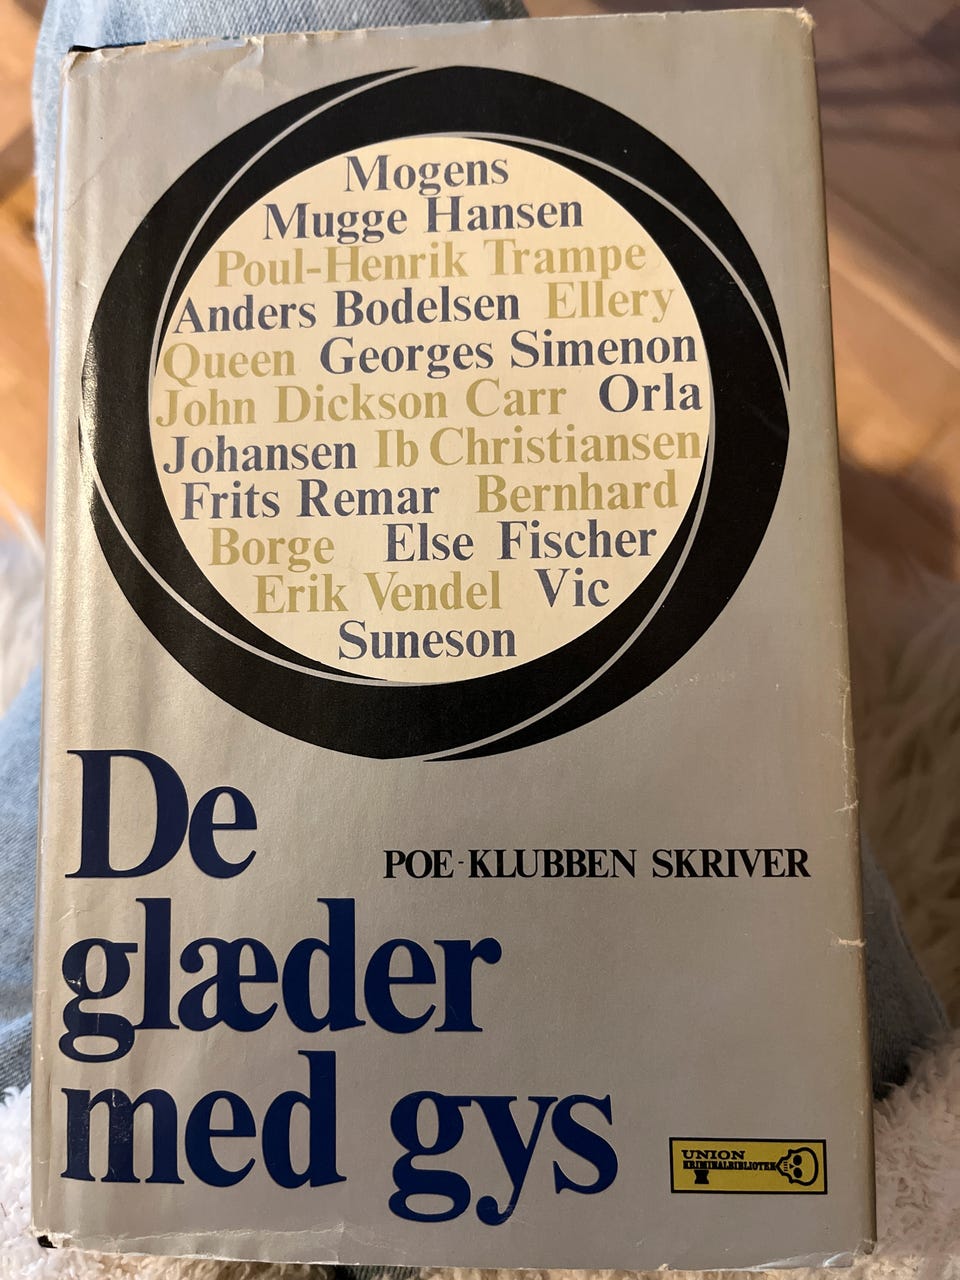 Mogens
Mugge Hansen
Poul-Henrik Trampe
Anders Bodelsen Ellery
Queen Georges Simenon
John Dickson Carr Orla
Johansen Ib Christiansen
Frits Remar Bernhard
Borge Else Fischer
Erik Vendel Vic
Suneson
De
POE-KLUBBEN SKRIVER
glæder
med gys
UNION
KRIMINALBIBLIOTEK